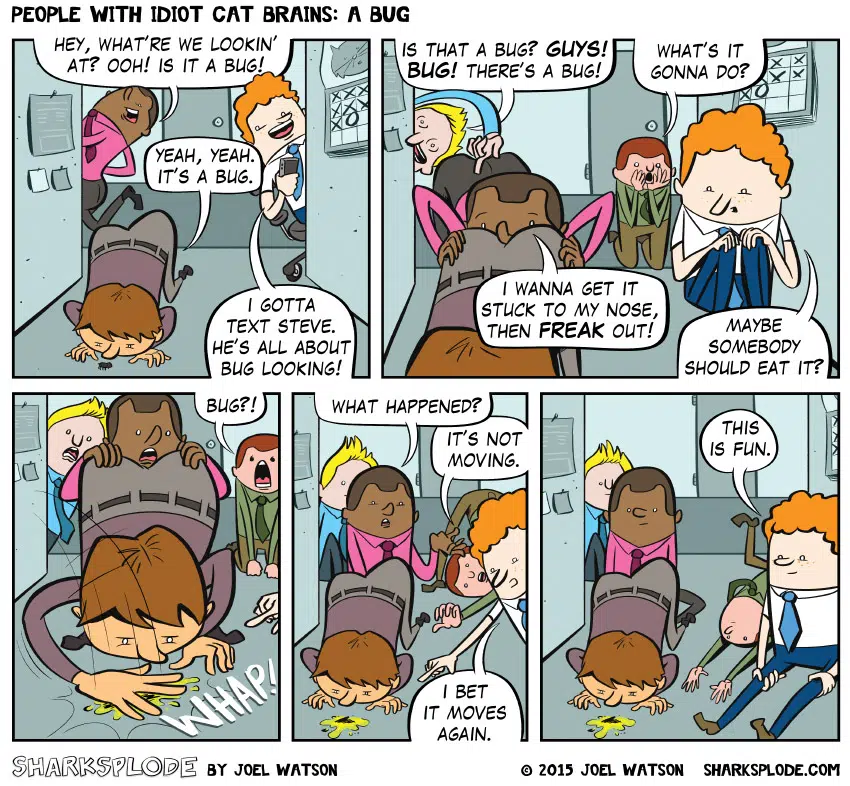 PEOPLE WITH IDIOT CAT BRAINS: A BUG
HEY, WHAT'RE WE LOOKIN'
AT? OOH! IS IT A BUG!
YEAH, YEAH.
IT'S A BUG.
I GOTTA
TEXT STEVE.
HE'S ALL ABOUT
BUG LOOKING!
IS THAT A BUG? GUYS!
BUG! THERE'S A BUG!
WHAT'S IT
GONNA DO?
I WANNA GET IT
STUCK TO MY NOSE,
THEN FREAK OUT!
MAYBE
SOMEBODY
SHOULD EAT IT?
BUG?!
WHAP!
WHAT HAPPENED?
IT'S NOT
MOVING.
I BET
IT MOVES
AGAIN.
THIS
IS FUN.
SHARKSPLODE BY JOEL WATSON
© 2015 JOEL WATSON SHARKSPLODE.COM